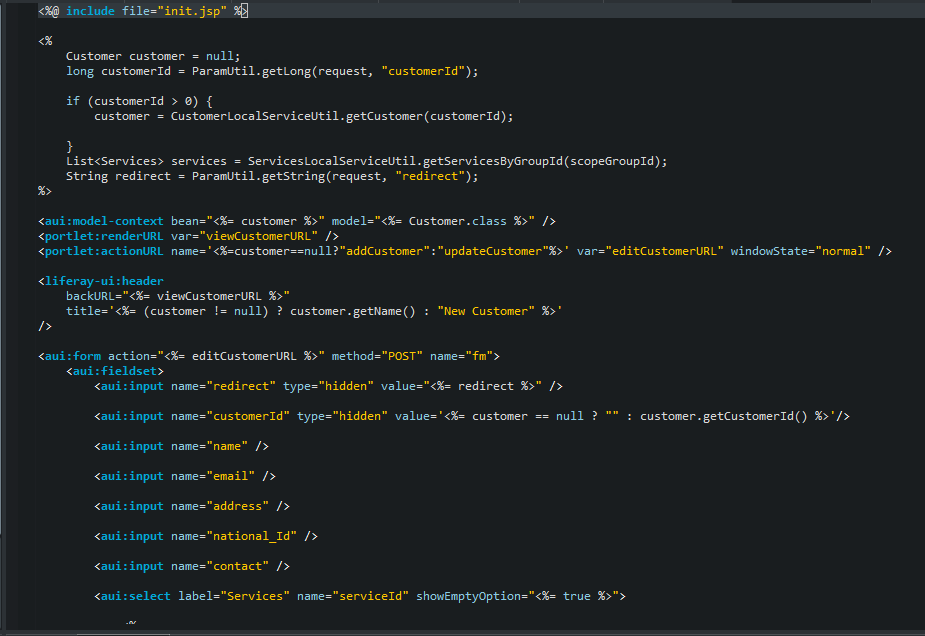 <%@ include file="init.jsp" %>
<%
Customer customer = null;
long customerId = ParamUtil.getLong(request, "customerId");
if (customerId > 0) {
customer = CustomerLocalServiceUtil.getCustomer(customerId);
}
List<Services> services = ServicesLocalServiceUtil.getServicesByGroupId(scopeGroupId);
String redirect = ParamUtil.getString(request, "redirect");
%>
<aui:model-context bean="<%= customer %>" model="<%= Customer.class %>" />
<portlet:renderURL var="viewCustomerURL" />
<portlet:actionURL name='<%=customer==null?"addCustomer":"updateCustomer"%>' var="editCustomerURL" windowState="normal" />
<liferay-ui:header
backURL="<%= viewCustomerURL %>"
title='<%= (customer != null) ? customer.getName() : "New Customer" %>'
/>
<aui:form action="<%= editCustomerURL %>" method="POST" name="fm">
<aui:fieldset>
<aui:input name="redirect" type="hidden" value="<%= redirect %>" />
<aui:input name="customerId" type="hidden" value='<%= customer == null ? "" : customer.getCustomerId() %>'/>
<aui:input name="name" />
<aui:input name="email" />
<aui:input name="address" />
<aui:input name="national_Id" />
<aui:input name="contact" />
<aui:select label="Services" name="serviceId" showEmptyOption="<%= true %>">